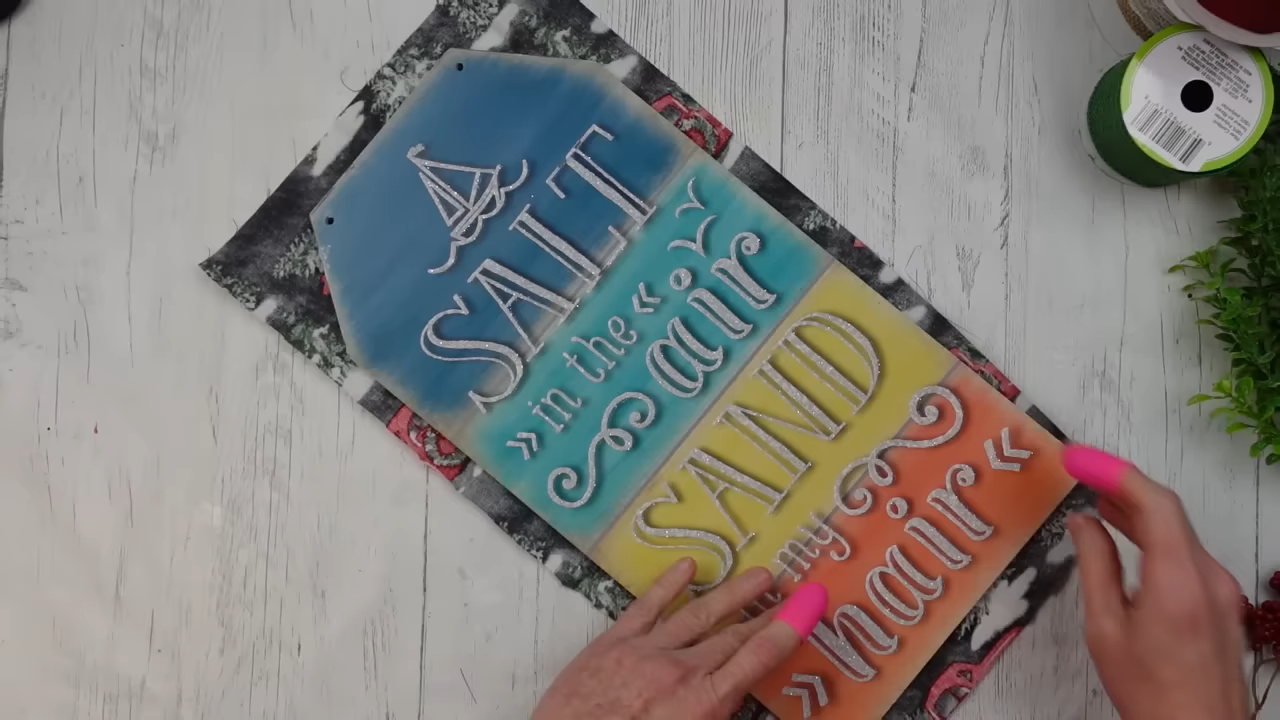 SALT
» in the «
air
SAND
my
» hair «